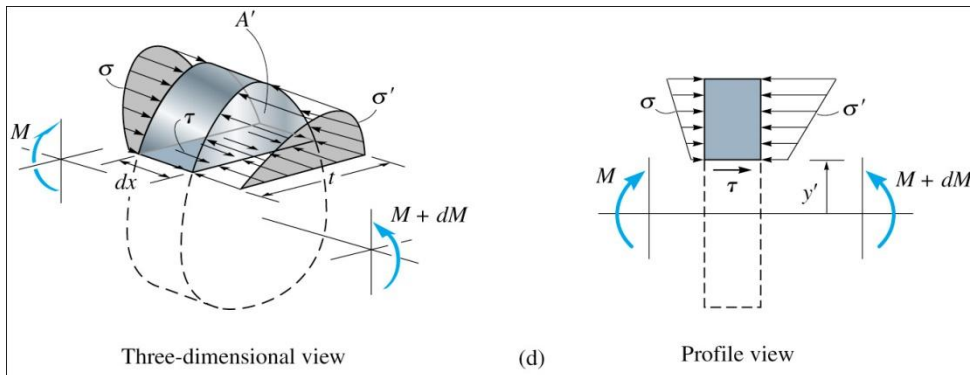 A′
σ
σ′
τ
M
dx
t
M + dM
Three-dimensional view
(d)
σ
σ′
M
τ
y′
M + dM
Profile view